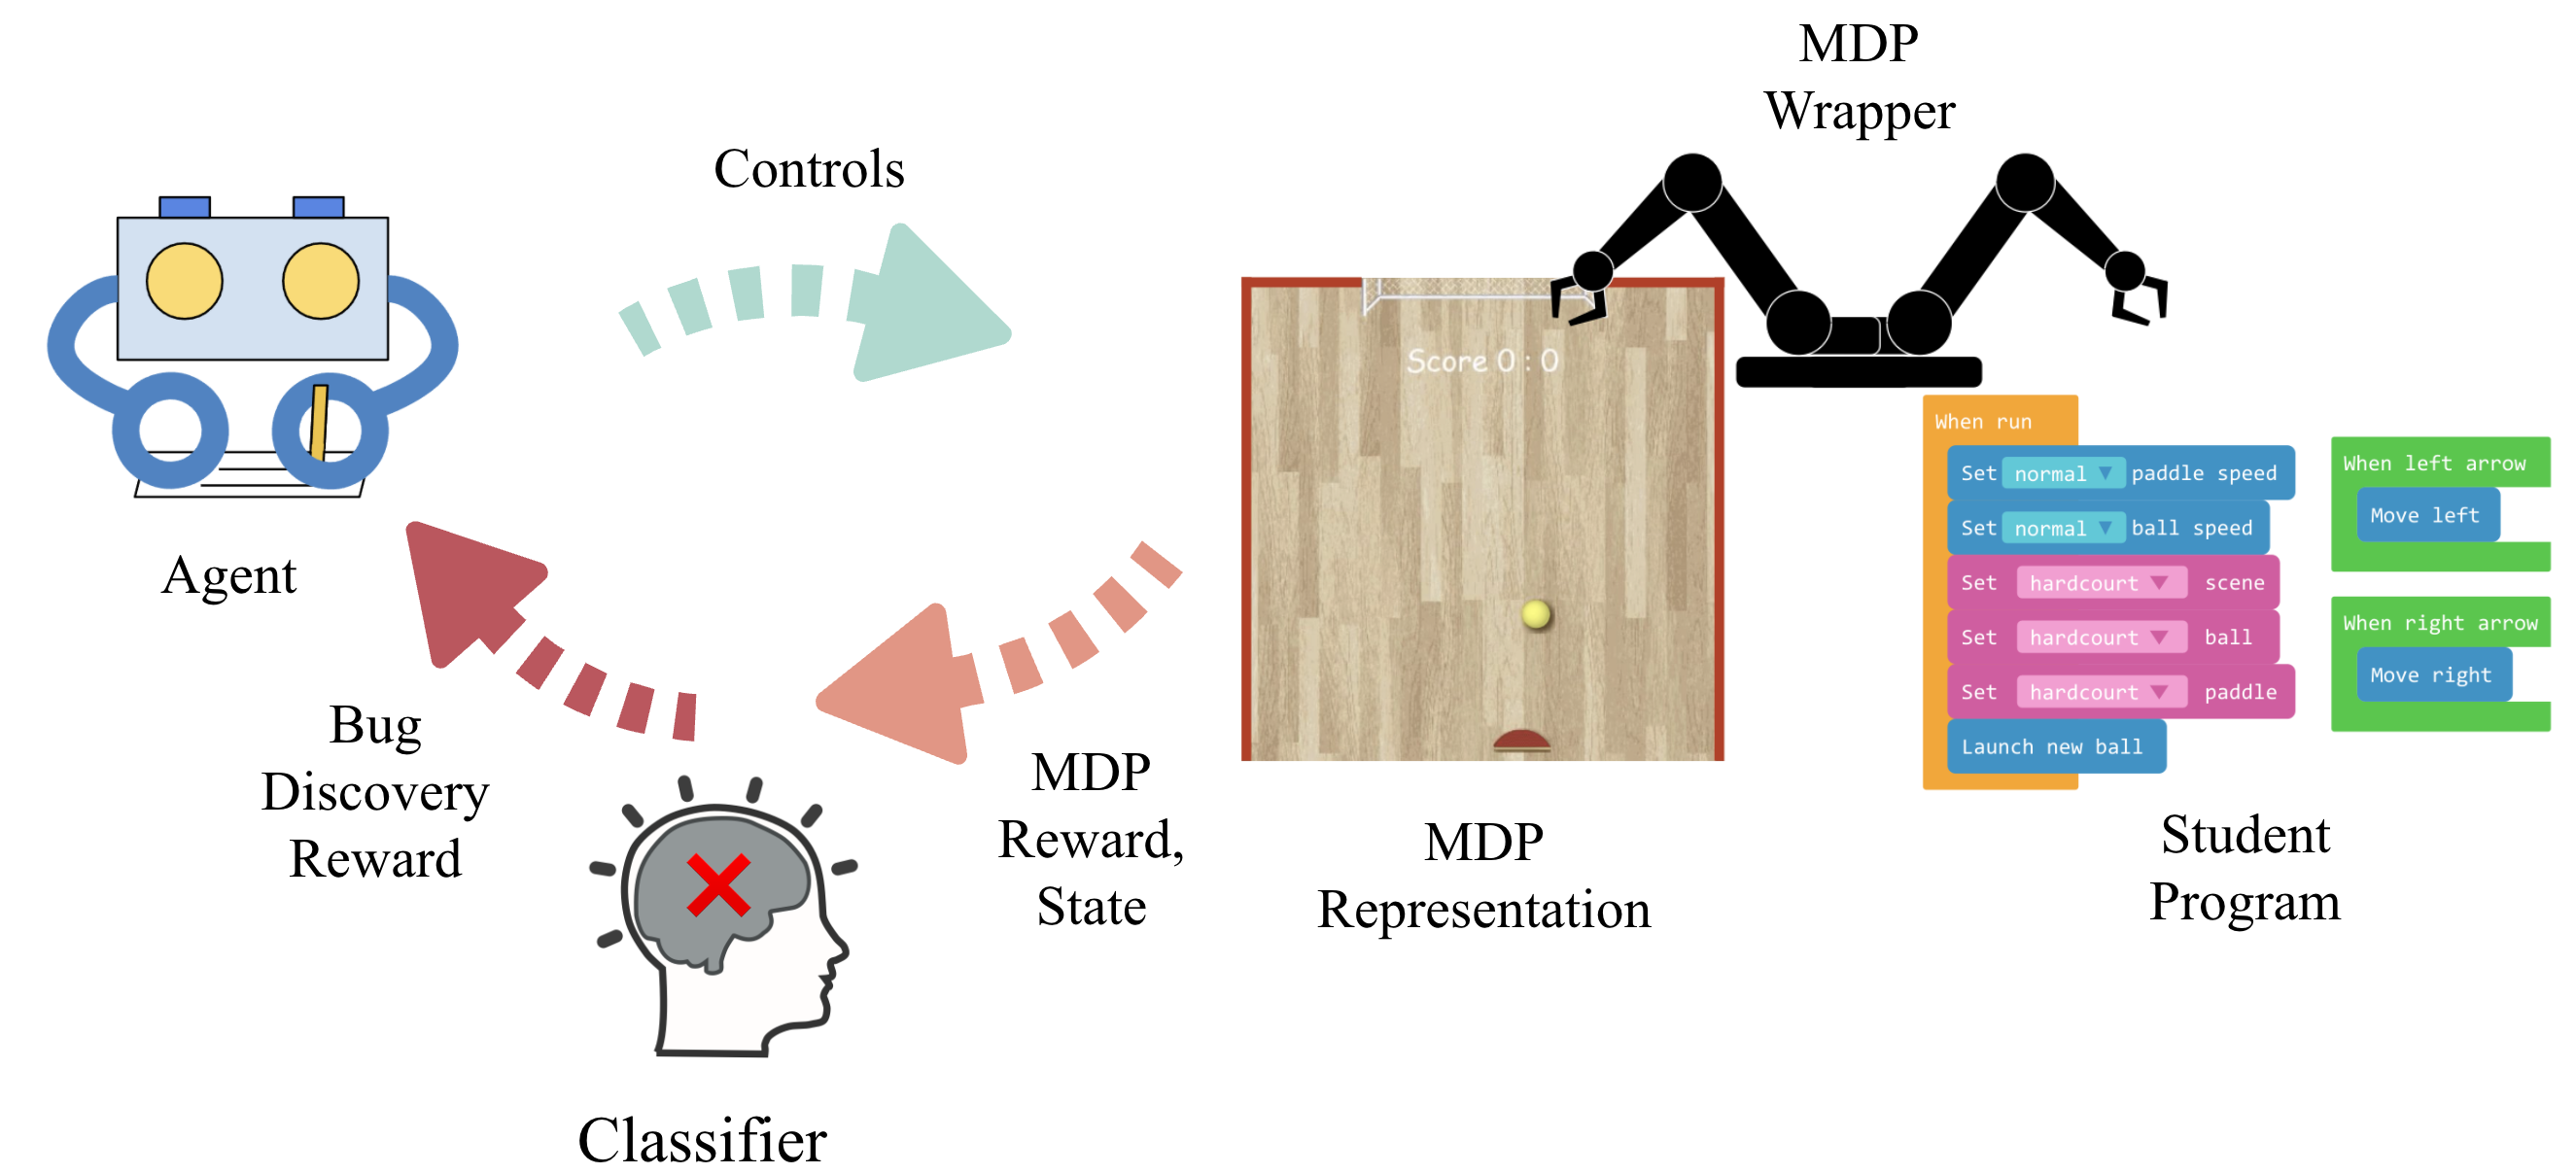 MDP
Wrapper
Controls
Score 0 : 0
When run
Set normal paddle speed
Set normal ball speed
Set hardcourt scene
Set hardcourt ball
Set hardcourt paddle
Launch new ball
When left arrow
Move left
When right arrow
Move right
Agent
Bug
Discovery
Reward
MDP
Reward,
State
MDP
Representation
Student
Program
Classifier